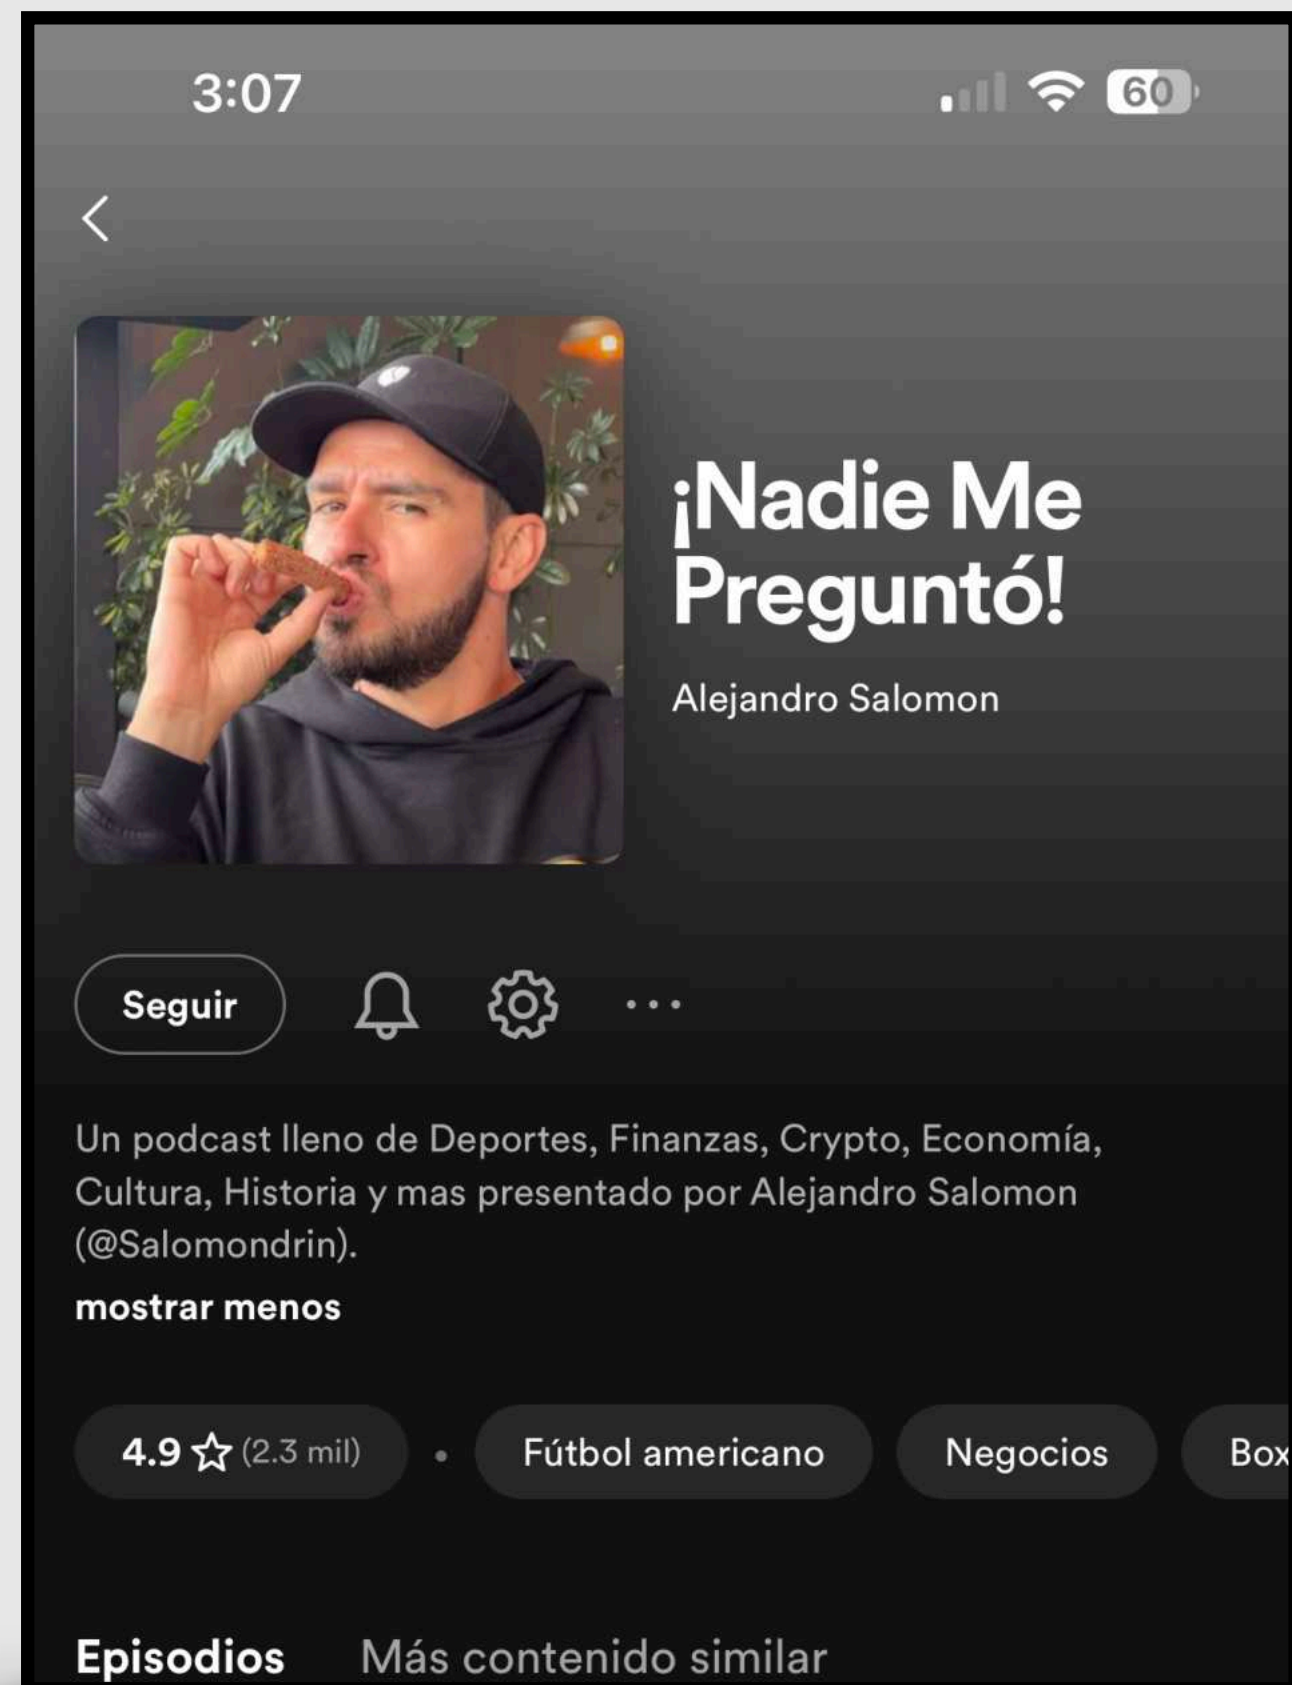 3:07
60
¡Nadie Me
Preguntó!
Alejandro Salomon
Seguir
Un podcast lleno de Deportes, Finanzas, Crypto, Economía,
Cultura, Historia y mas presentado por Alejandro Salomon
(@Salomondrin).
mostrar menos
4.9 ☆ (2.3 mil) • Fútbol americano Negocios Box
Episodios Más contenido similar